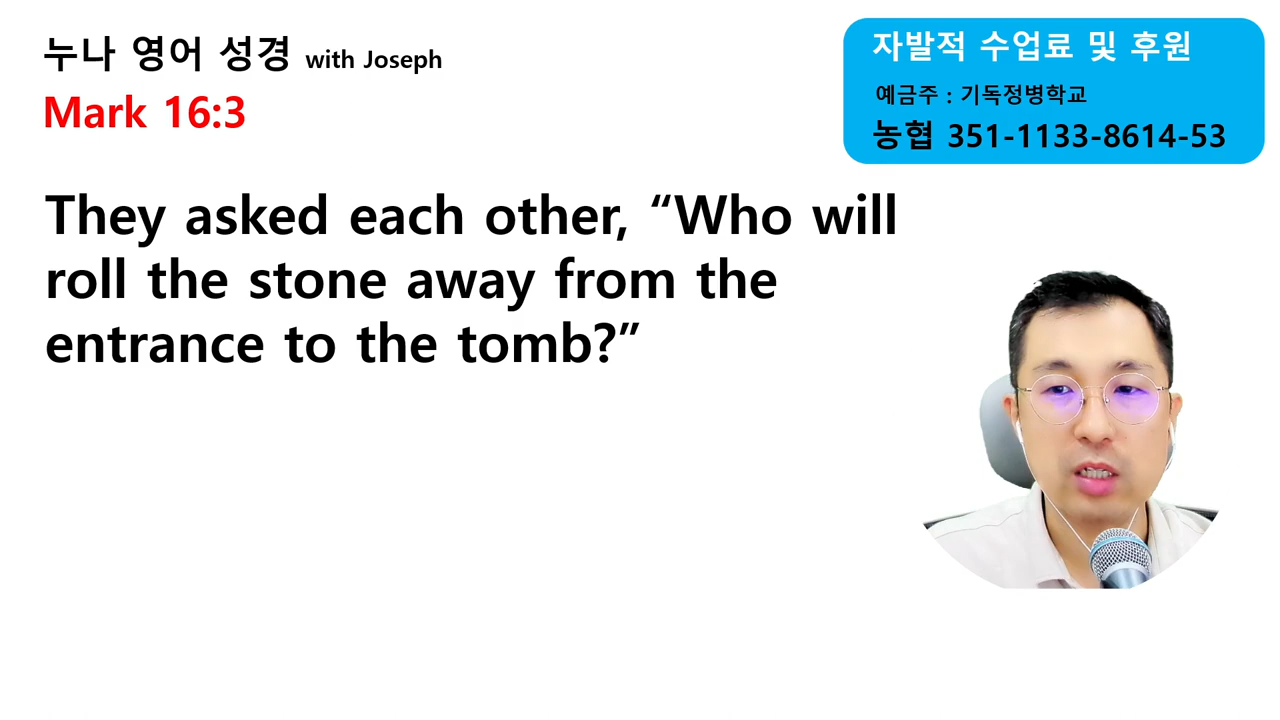 누나 영어 성경 with Joseph
Mark 16:3
자발적 수업료 및 후원
예금주 : 기독정병학교
농협 351-1133-8614-53
They asked each other, “Who will
roll the stone away from the
entrance to the tomb?”